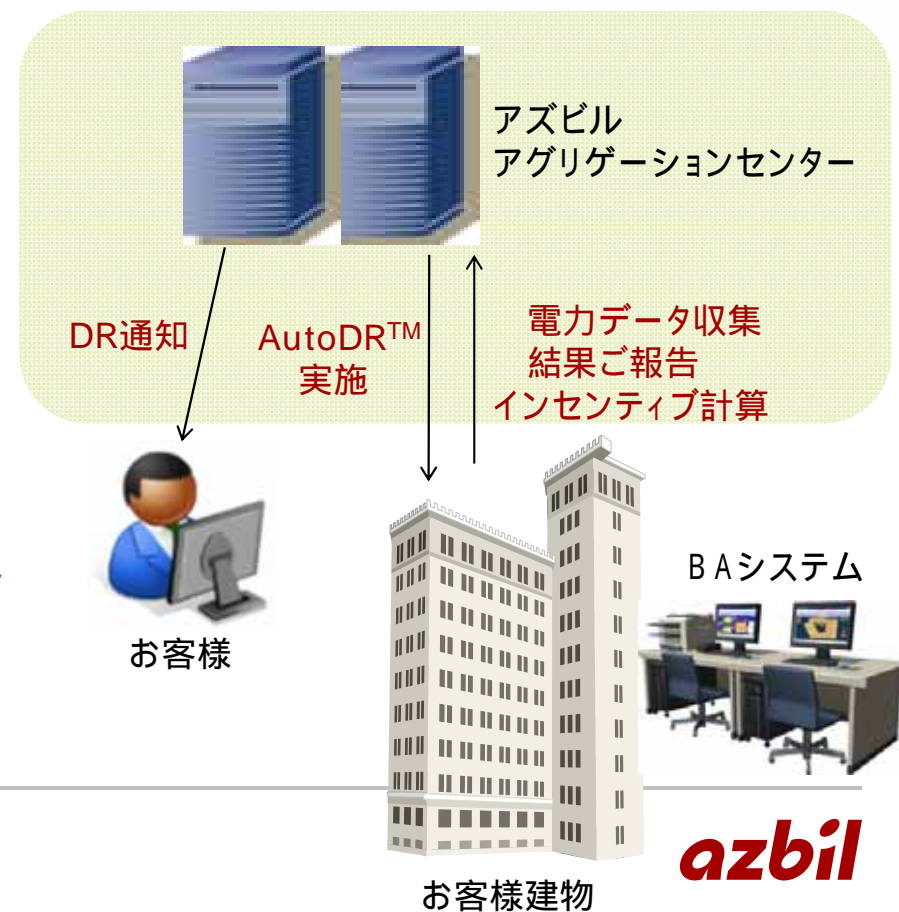 アズビル
アグリゲーションセンター
DR通知
AutoDR™
実施
電力データ収集
結果ご報告
インセンティブ計算
お客様
BAシステム
お客様建物
azbil